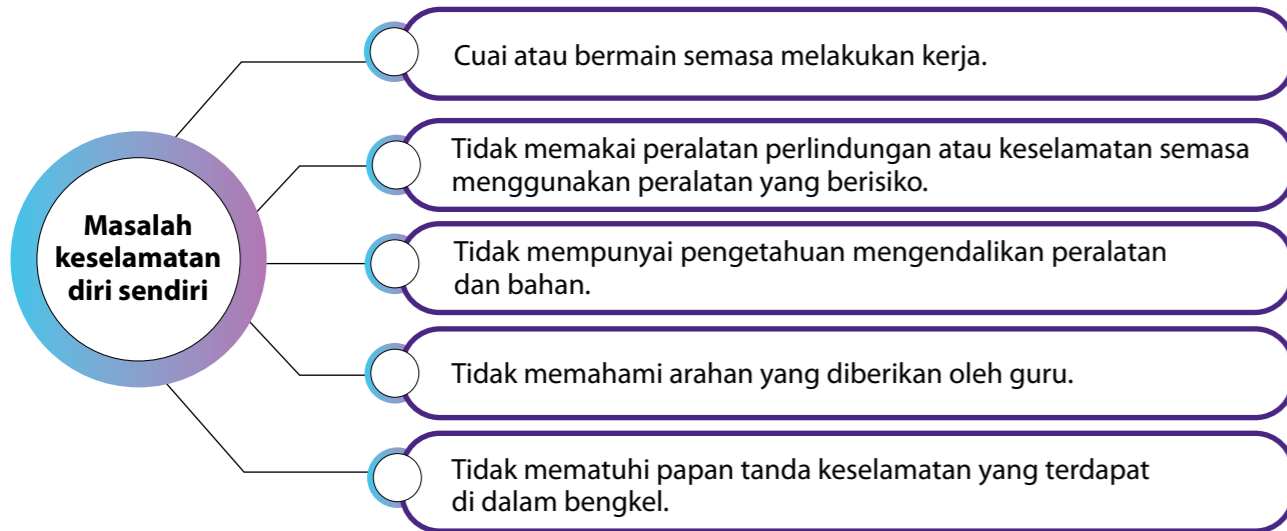 Masalah
keselamatan
diri sendiri
Cuai atau bermain semasa melakukan kerja.
Tidak memakai peralatan perlindungan atau keselamatan semasa
menggunakan peralatan yang berisiko.
Tidak mempunyai pengetahuan mengendalikan peralatan
dan bahan.
Tidak memahami arahan yang diberikan oleh guru.
Tidak mematuhi papan tanda keselamatan yang terdapat
di dalam bengkel.